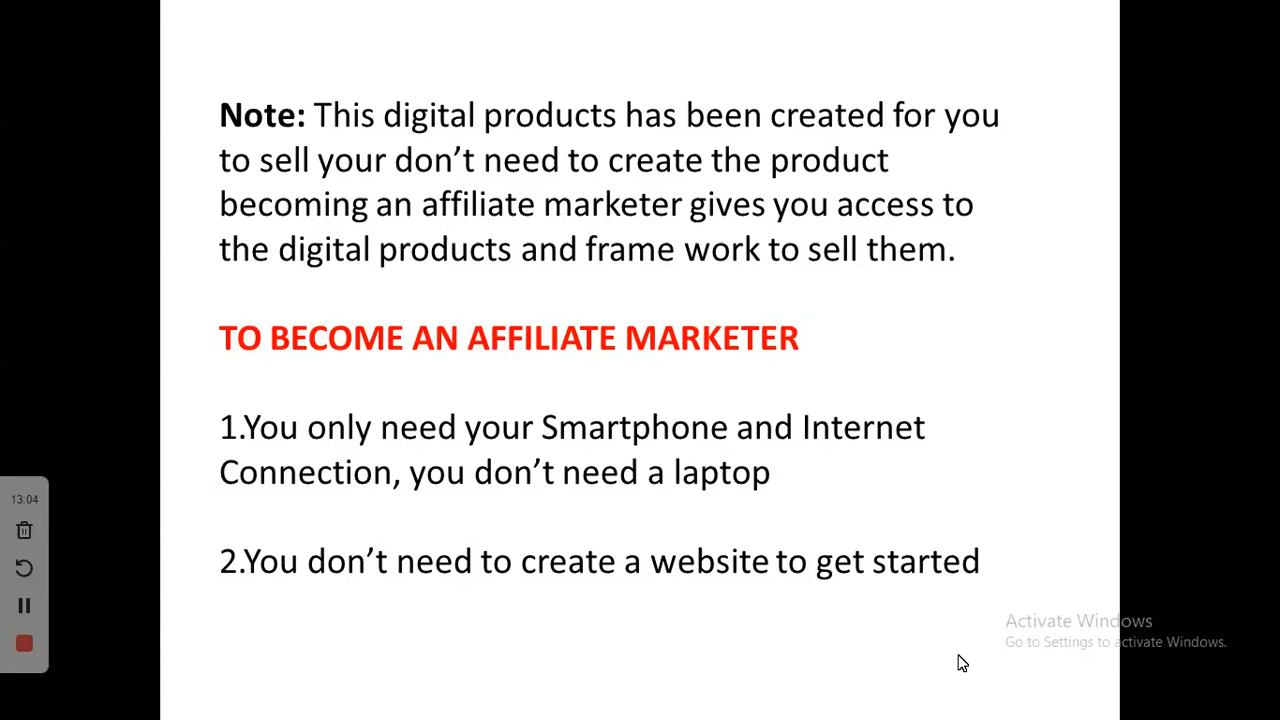 Note: This digital products has been created for you
to sell your don’t need to create the product
becoming an affiliate marketer gives you access to
the digital products and frame work to sell them.
TO BECOME AN AFFILIATE MARKETER
1.You only need your Smartphone and Internet
Connection, you don’t need a laptop
13:04
2.You don’t need to create a website to get started
Activate Windows
Go to Settings to activate Windows.